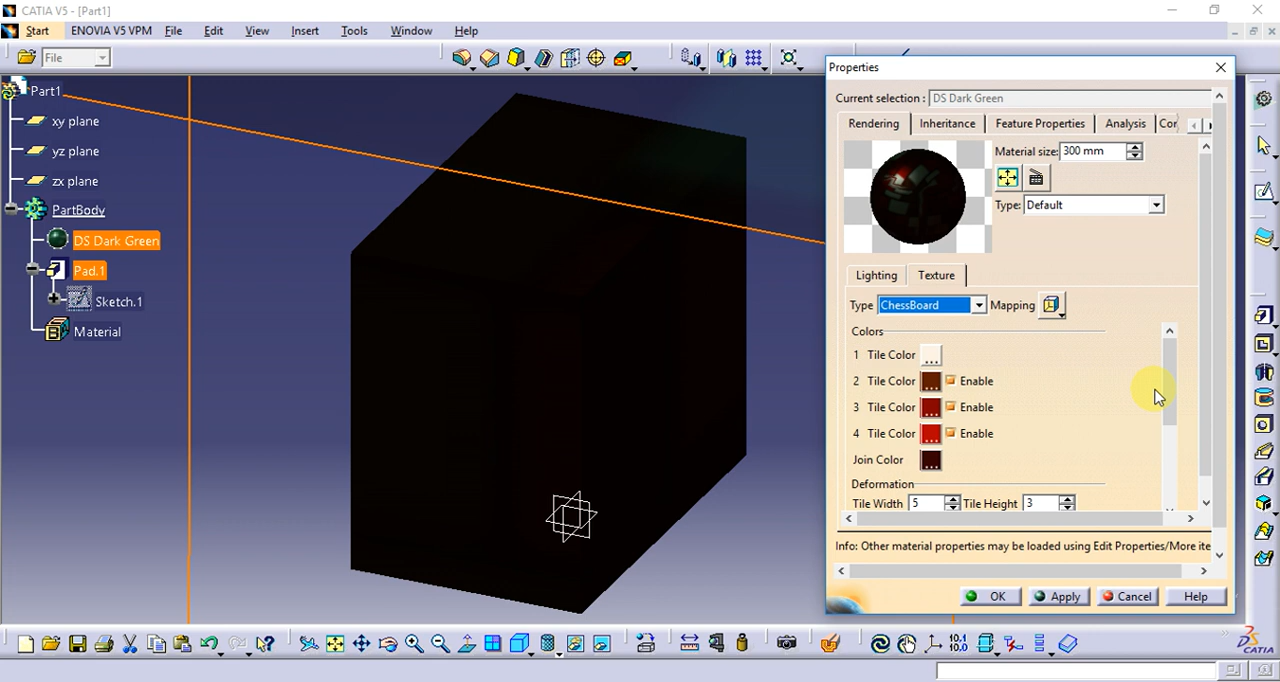 CATIA V5 - [Part1]
Start ENOVIA V5 VPM File Edit View Insert Tools Window Help
File
Properties
Part1
Current selection : DS Dark Green
xy plane
Rendering Inheritance Feature Properties Analysis Cor
yz plane
Material size: 300 mm
zx plane
Type: Default
PartBody
DS Dark Green
Pad.1
Lighting Texture
Sketch.1
Type ChessBoard Mapping
Material
Colors
1 Tile Color ...
2 Tile Color ... Enable
3 Tile Color ... Enable
4 Tile Color ... Enable
Join Color ...
Deformation
Tile Width 5 Tile Height 3
Info: Other material properties may be loaded using Edit Properties/More ite
OK Apply Cancel Help
10.1
10.0
CATIA